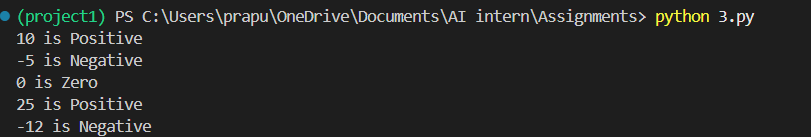 (project1) PS C:\Users\prapu\OneDrive\Documents\AI intern\Assignments> python 3.py
10 is Positive
-5 is Negative
0 is Zero
25 is Positive
-12 is Negative